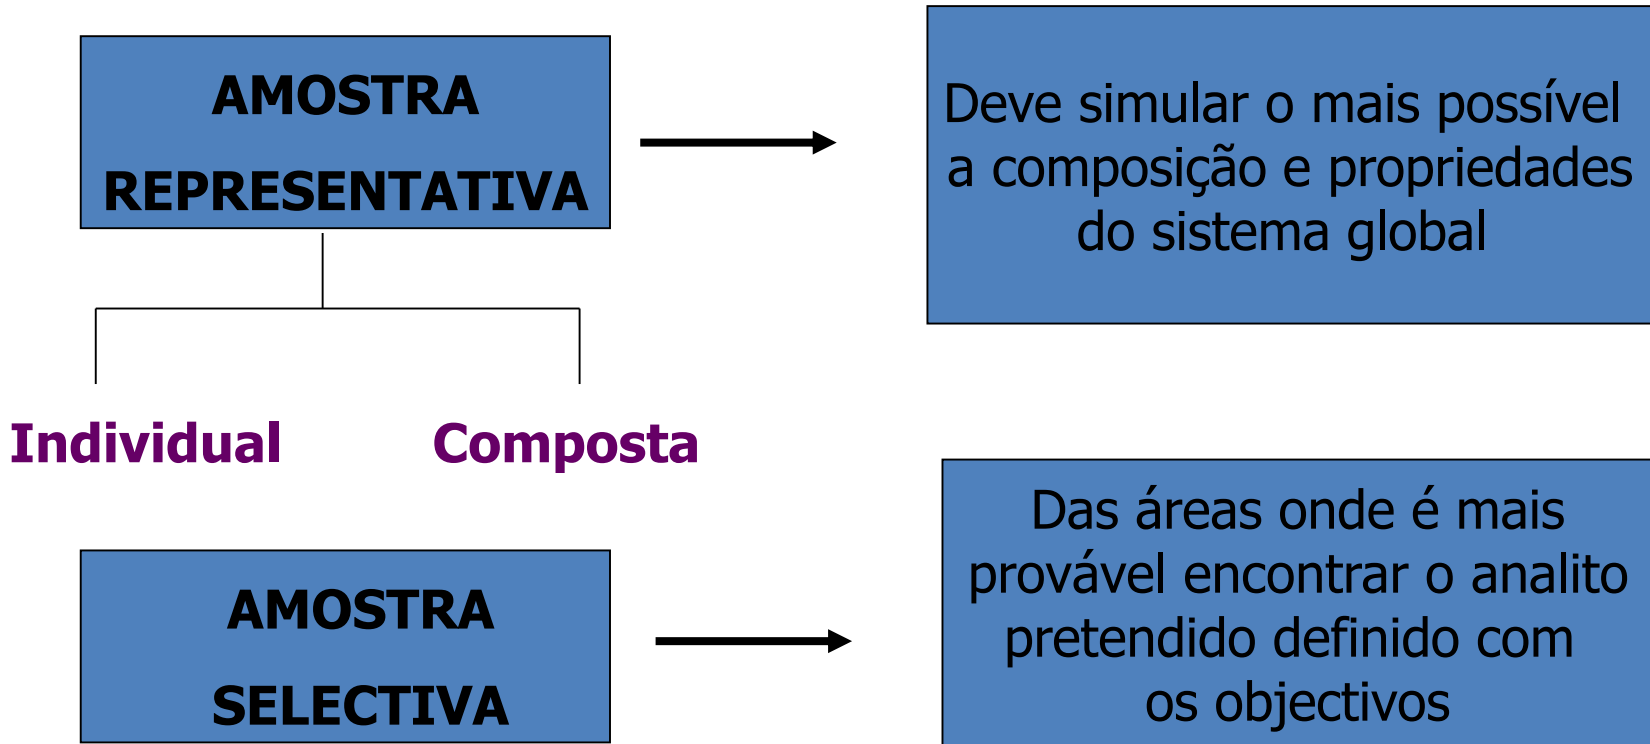 AMOSTRA
REPRESENTATIVA
Deve simular o mais possível
a composição e propriedades
do sistema global
Individual
Composta
AMOSTRA
SELECTIVA
Das áreas onde é mais
provável encontrar o analito
pretendido definido com
os objectivos